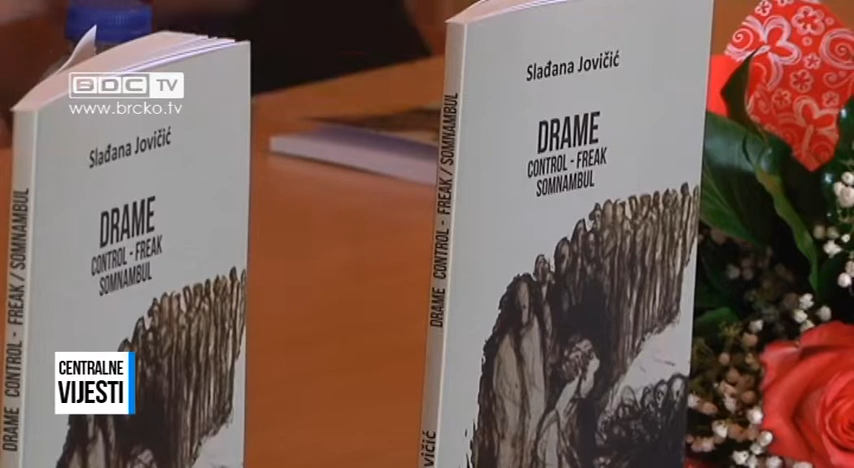 BDC TV
www.brcko.tv
Slađana Jovičić
DRAME
CONTROL - FREAK
SOMNAMBUL
DRAME CONTROL - FREAK / SOMNAMBUL
Slađana Jovičić
DRAME
CONTROL - FREAK
SOMNAMBUL
DRAME CONTROL - FREAK / SOMNAMBUL
CENTRALNE
VIJESTI